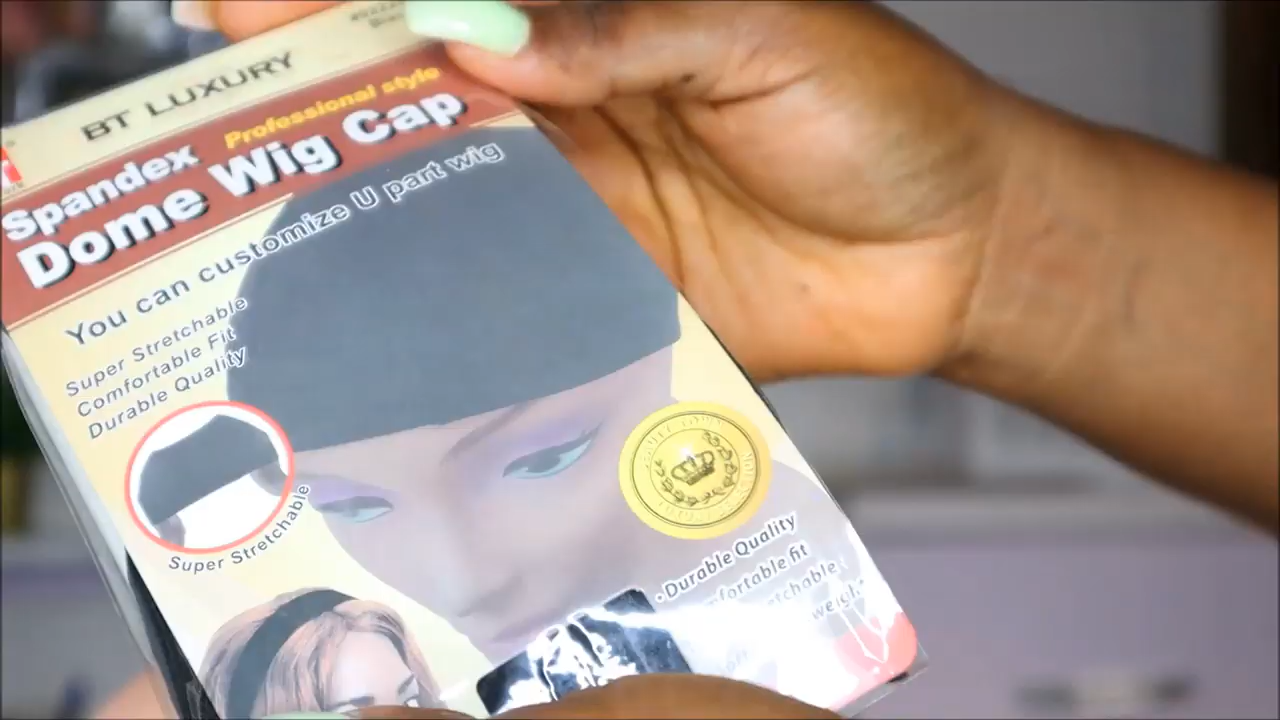 BT LUXURY
Professional style
Spandex
Dome Wig Cap
You can customize U part wig
Super Stretchable
Comfortable Fit
Durable Quality
Super Stretchable
•Durable Quality
fit